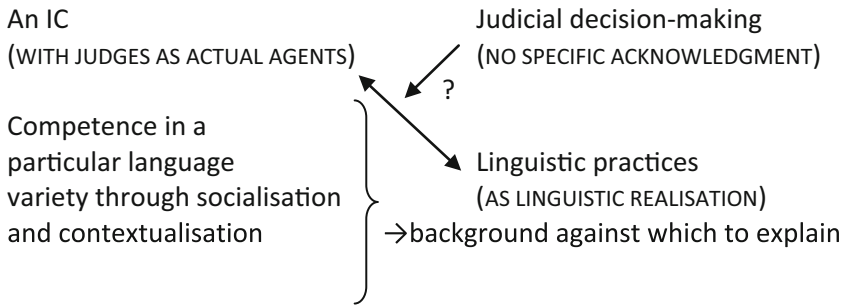 An IC
(WITH JUDGES AS ACTUAL AGENTS)
Judicial decision-making
(NO SPECIFIC ACKNOWLEDGMENT)
?
Competence in a
particular language
variety through socialisation
and contextualisation
Linguistic practices
(AS LINGUISTIC REALISATION)
→background against which to explain